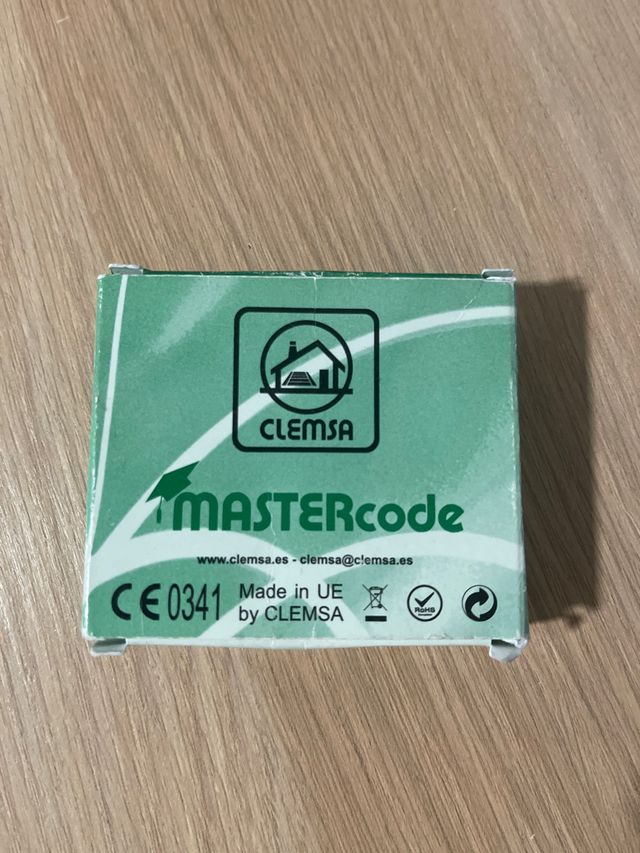 CLEMSA
MASTERcode
www.clemsa.es - clemsa@clemsa.es
CE 0341
Made in UE
by CLEMSA
RoHS